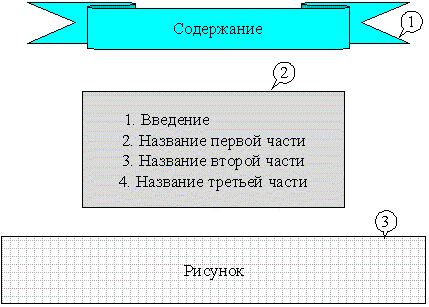 Содержание
1
2
1. Введение
2. Название первой части
3. Название второй части
4. Название третьей части
3
Рисунок